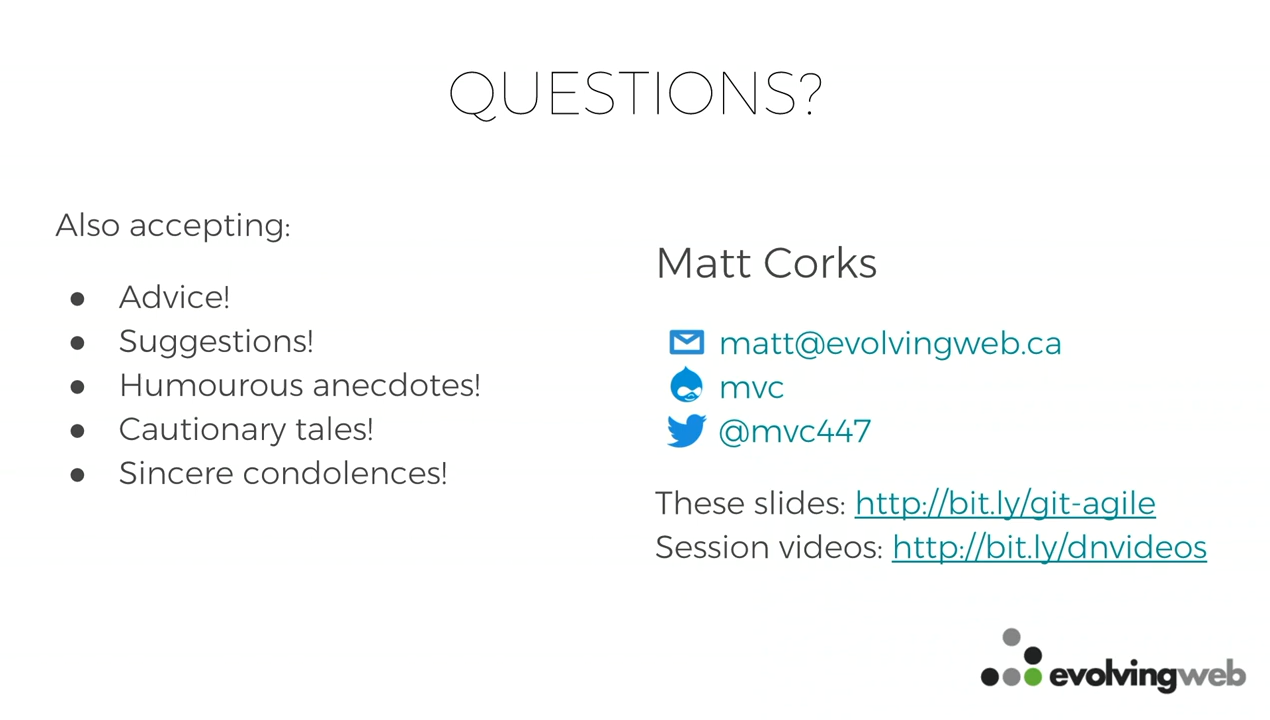 QUESTIONS?
Also accepting:
● Advice!
● Suggestions!
● Humourous anecdotes!
● Cautionary tales!
● Sincere condolences!
Matt Corks
matt@evolvingweb.ca
mvc
@mvc447
These slides: http://bit.ly/git-agile
Session videos: http://bit.ly/dnvideos
evolvingweb